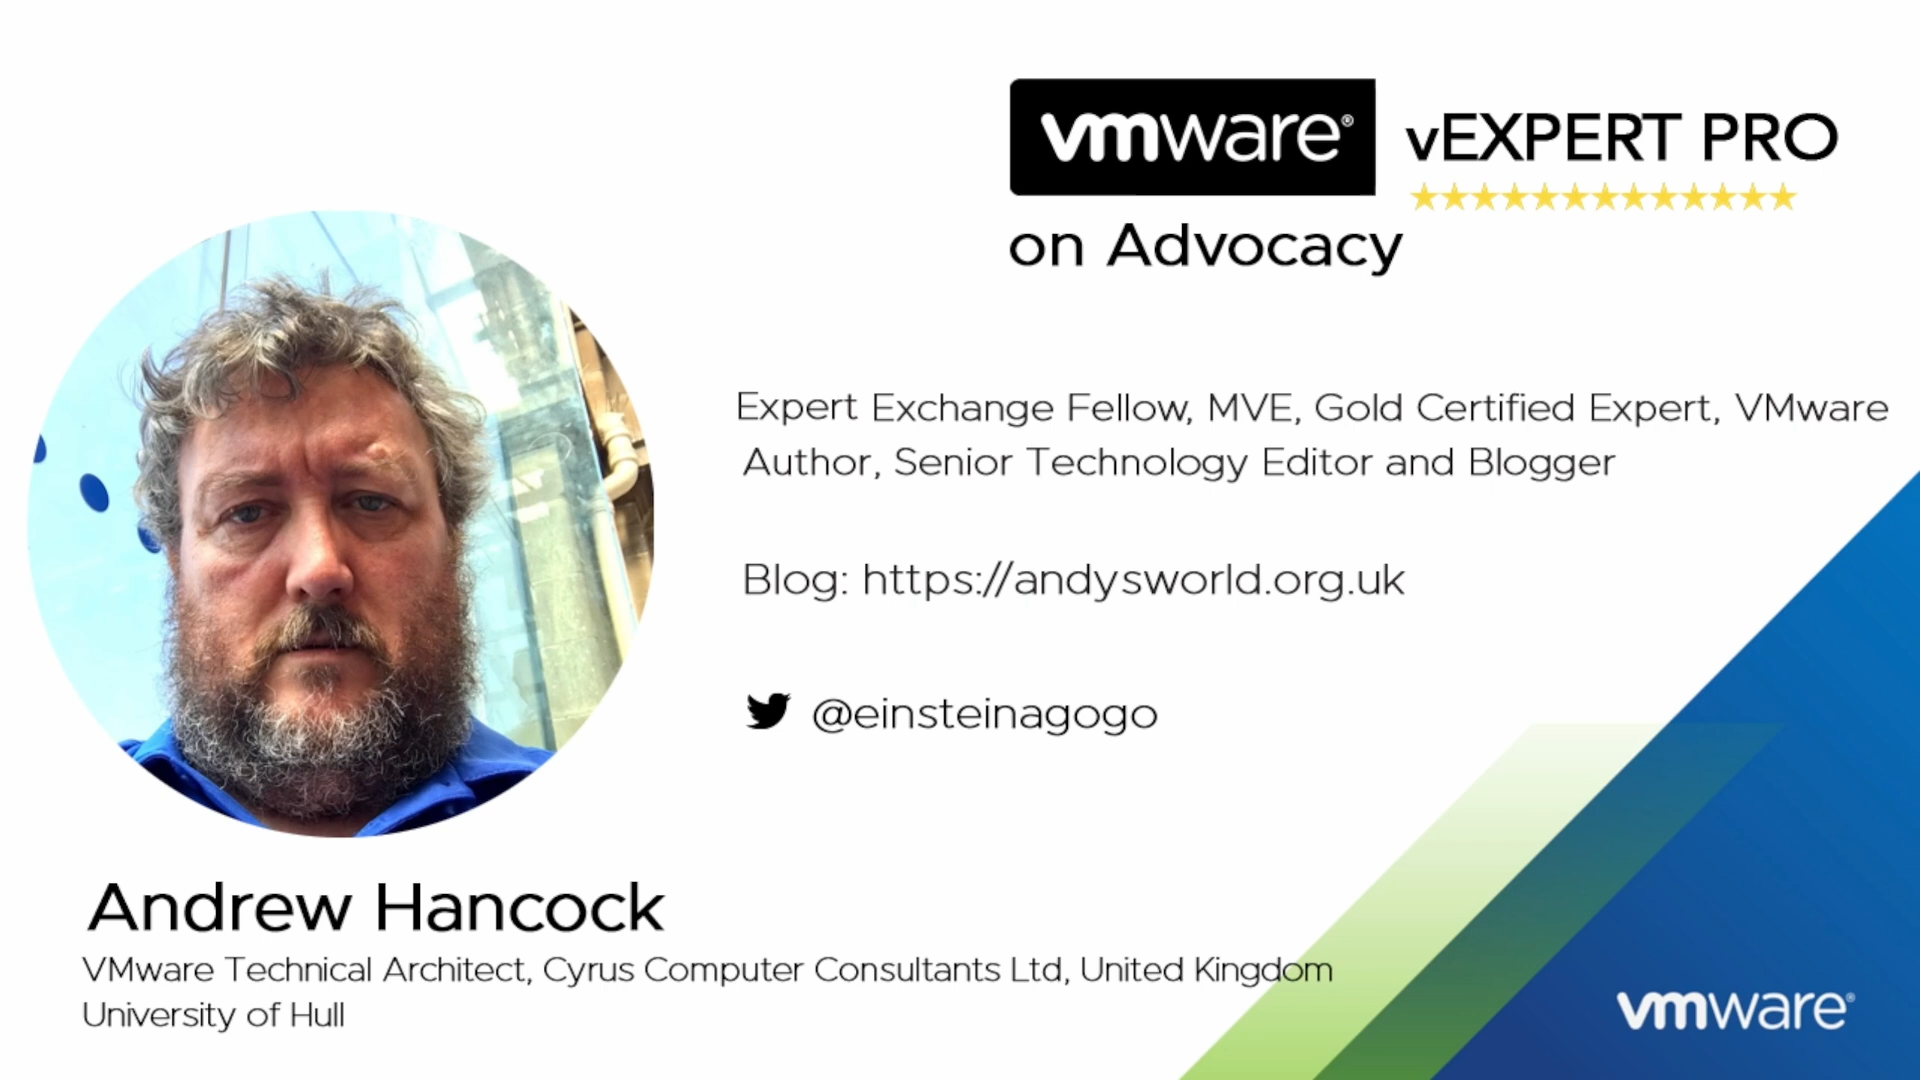 vmware® vEXPERT PRO
★★★★★★★★★★★★★
on Advocacy
Expert Exchange Fellow, MVE, Gold Certified Expert, VMware
Author, Senior Technology Editor and Blogger
Blog: https://andysworld.org.uk
@einsteinagogo
Andrew Hancock
VMware Technical Architect, Cyrus Computer Consultants Ltd, United Kingdom
University of Hull
vmware®